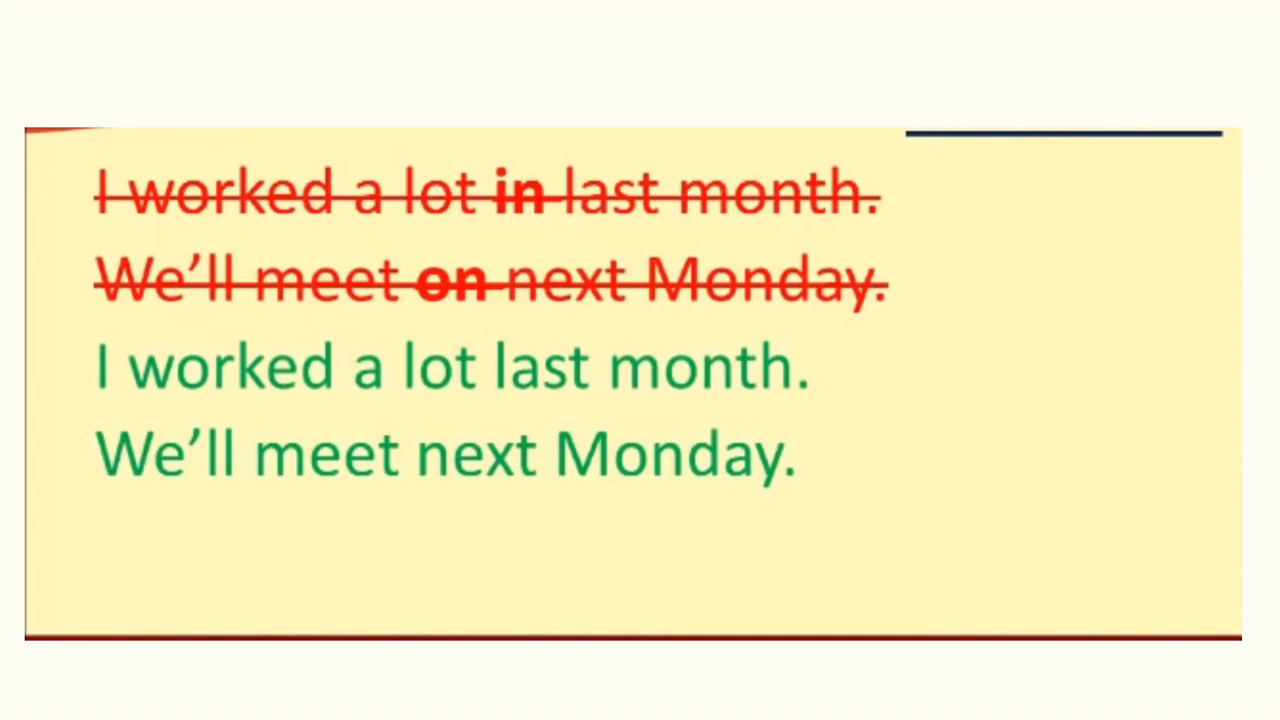 I worked a lot in last month.
We’ll meet on next Monday.
I worked a lot last month.
We’ll meet next Monday.